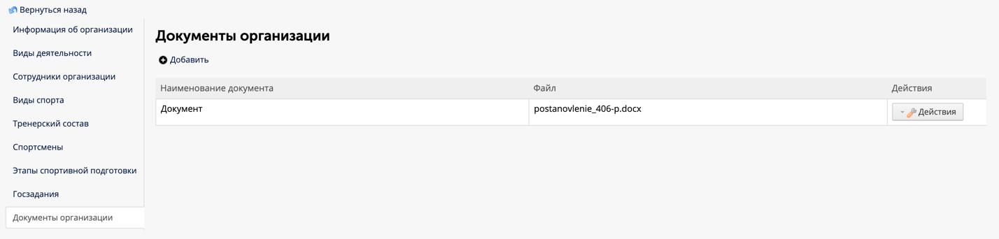 Вернуться назад
Информация об организации
Виды деятельности
Сотрудники организации
Виды спорта
Тренерский состав
Спортсмены
Этапы спортивной подготовки
Госзадания
Документы организации
Документы организации
Добавить
Наименование документа Файл Действия
Документ postanovlenie_406-p.docx Действия